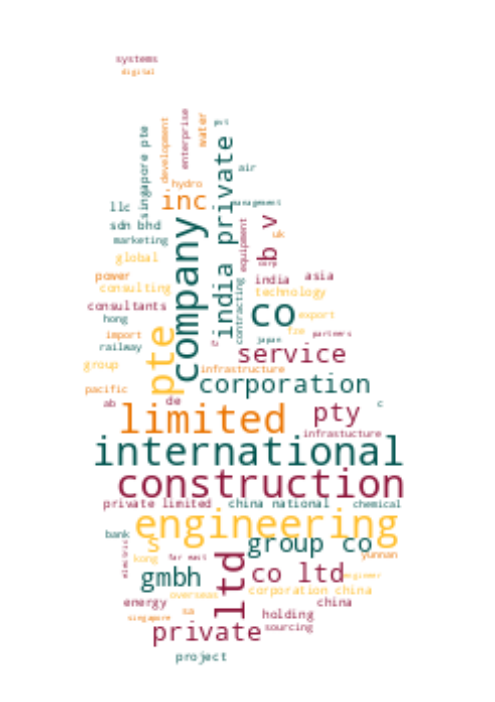 systems
digital
singapore pte
development
enterprise
water
pvt
india private
air
hydro
inc
management
llc
company
equipment
b v
sdn bhd
uk
marketing
global
corp
power
consulting
contracting
india
asia
technology
consultants
co
hong
export
import
fze
partners
railway
pte
japan
service
group
infrastructure
pacific
corporation
ab
de
limited
pty
c
infrastucture
international
construction
private limited
china national
chemical
engineering
bank
s
group co
electric
kong
far east
yunnan
gmbh
ltd
co ltd
engineer
overseas
corporation china
energy
china
singapore
sa
holding
private
sourcing
project